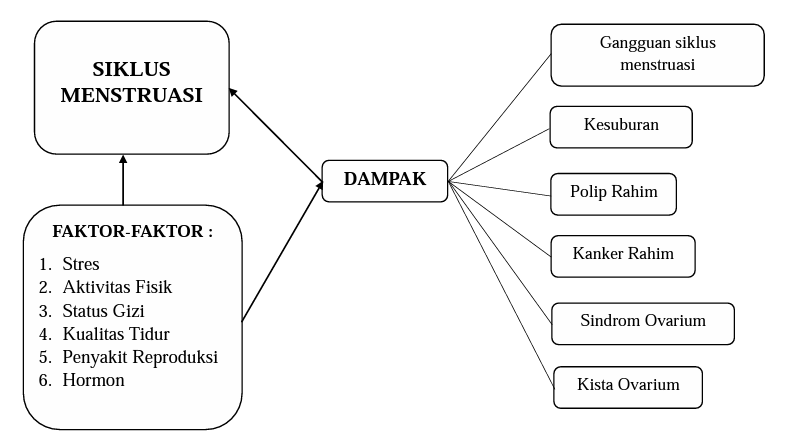 SIKLUS
MENSTRUASI
FAKTOR-FAKTOR :
1. Stres
2. Aktivitas Fisik
3. Status Gizi
4. Kualitas Tidur
5. Penyakit Reproduksi
6. Hormon
DAMPAK
Gangguan siklus
menstruasi
Kesuburan
Polip Rahim
Kanker Rahim
Sindrom Ovarium
Kista Ovarium